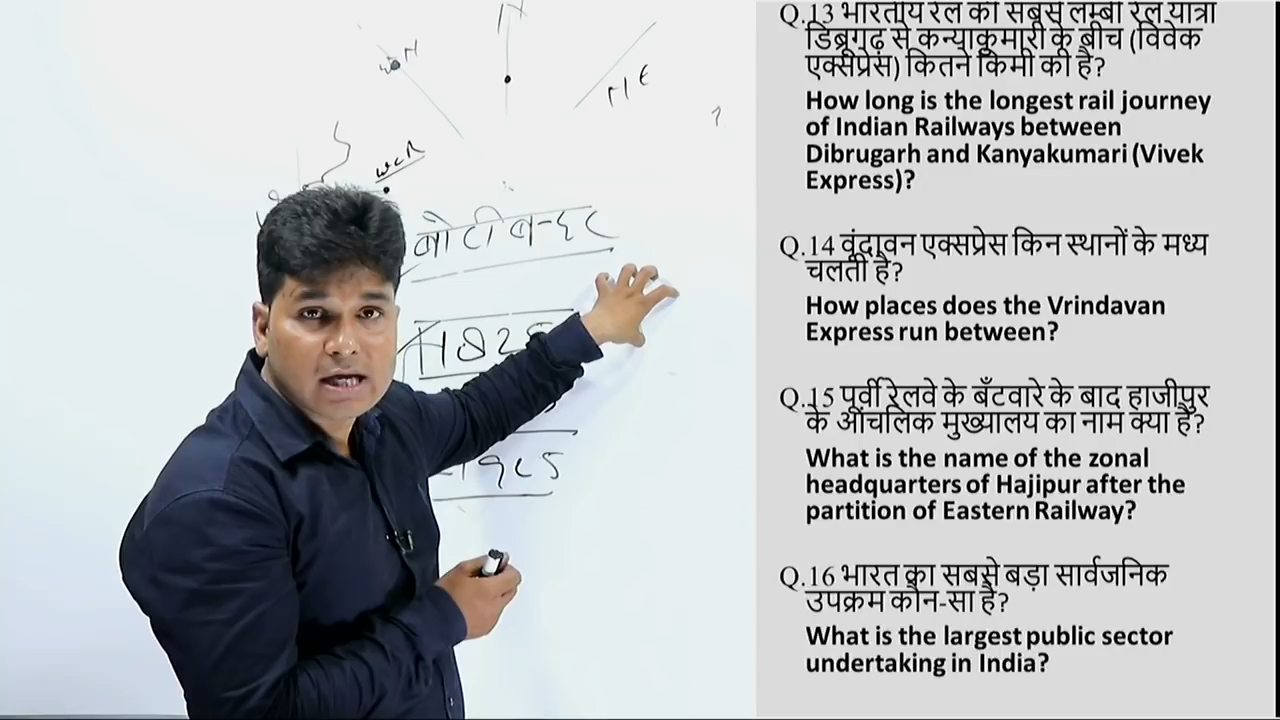 WCR
बोरी बन्दर
NE
Q.13 भारतीय रेल की सबसे लम्बी रेल यात्रा
डिब्रूगढ़ से कन्याकुमारी के बीच (विवेक
एक्सप्रेस) कितने किमी की है?
How long is the longest rail journey
of Indian Railways between
Dibrugarh and Kanyakumari (Vivek
Express)?
Q.14 वृंदावन एक्सप्रेस किन स्थानों के मध्य
चलती है?
How places does the Vrindavan
Express run between?
Q.15 पूर्वी रेलवे के बँटवारे के बाद हाजीपुर
के आंचलिक मुख्यालय का नाम क्या है?
What is the name of the zonal
headquarters of Hajipur after the
partition of Eastern Railway?
Q.16 भारत का सबसे बड़ा सार्वजनिक
उपक्रम कौन-सा है?
What is the largest public sector
undertaking in India?